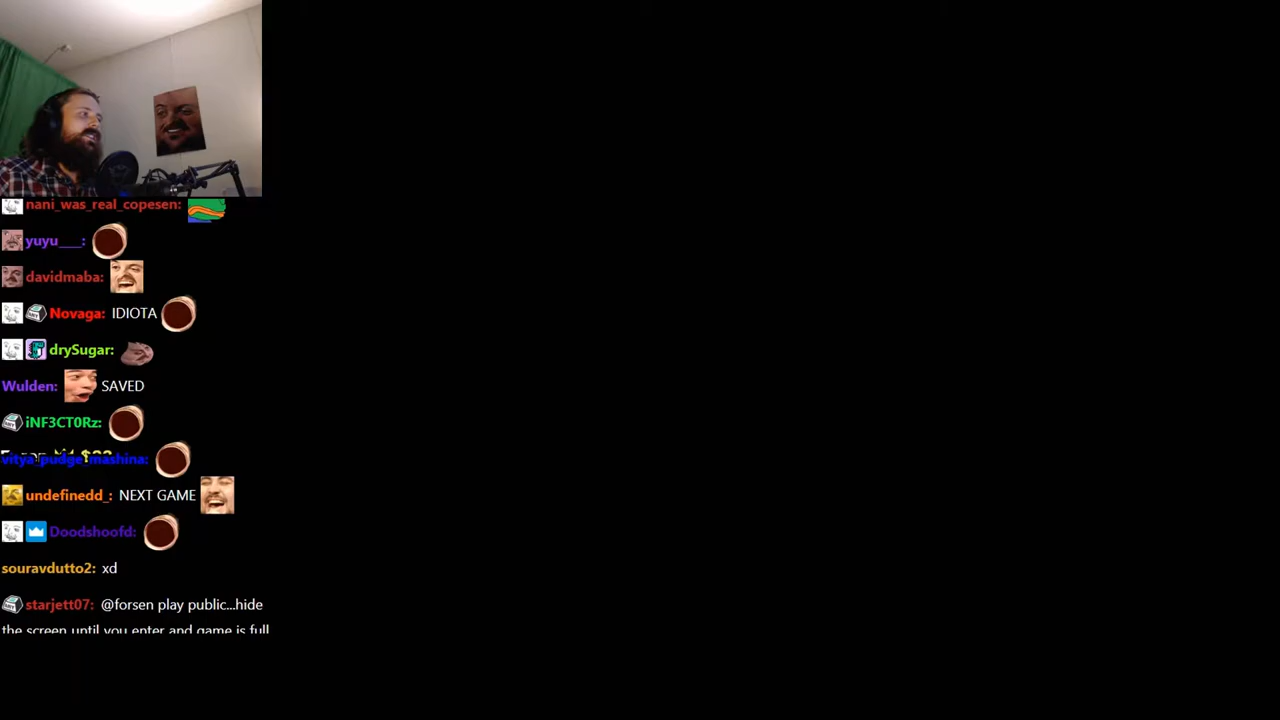 nani_was_real_copesen:
yuyu___:
davidmaba:
Novaga: IDIOTA
drySugar:
Wulden: SAVED
iNF3CT0Rz:
vitya_pudge_mashina:
undefinedd_: NEXT GAME
Doodshoofd:
souravdutto2: xd
starjett07: @forsen play public...hide
the screen until you enter and game is full